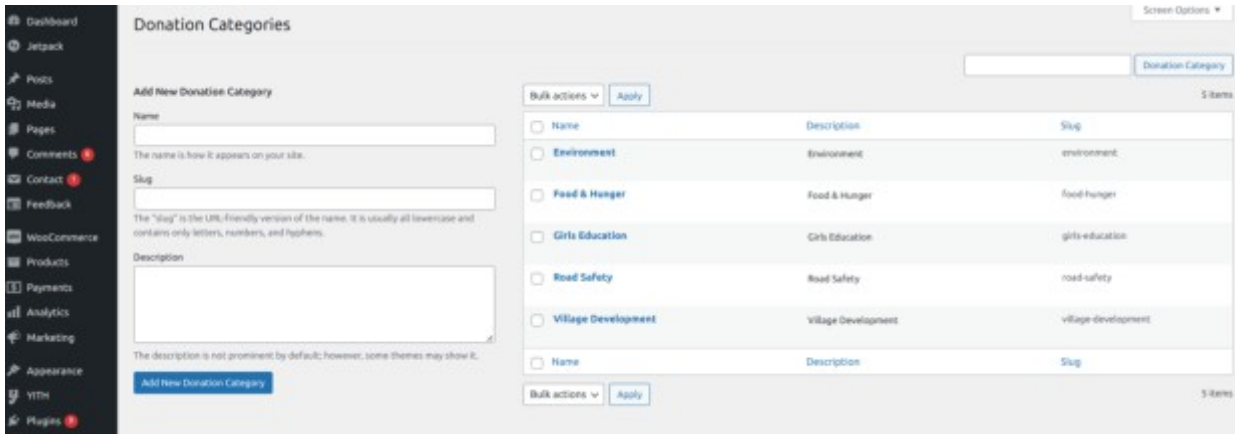 Dashboard
Jetpack
Posts
Media
Pages
Comments
Contact
Feedback
WooCommerce
Products
Payments
Analytics
Marketing
Appearance
YITH
Plugins
Donation Categories
Screen Options ▼
Donation Category
Add New Donation Category
Name
The name is how it appears on your site.
Slug
The "slug" is the URL-friendly version of the name. It is usually all lowercase and
contains only letters, numbers, and hyphens.
Description
The description is not prominent by default; however, some themes may show it.
Add New Donation Category
Bulk actions Apply 5 items
Name Description Slug
Environment Environment environment
Food & Hunger Food & Hunger food-hunger
Girls Education Girls Education girls-education
Road Safety Road Safety road-safety
Village Development Village Development village-development
Name Description Slug
Bulk actions Apply 5 items